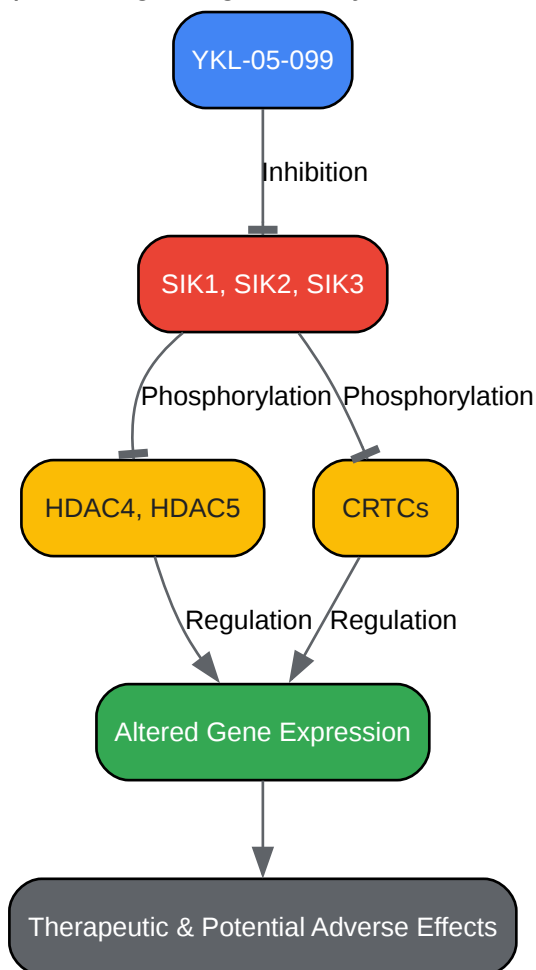 YKL-05-099
Inhibition
SIK1, SIK2, SIK3
Phosphorylation
Phosphorylation
HDAC4, HDAC5
CRTCs
Regulation
Regulation
Altered Gene Expression
Therapeutic & Potential Adverse Effects